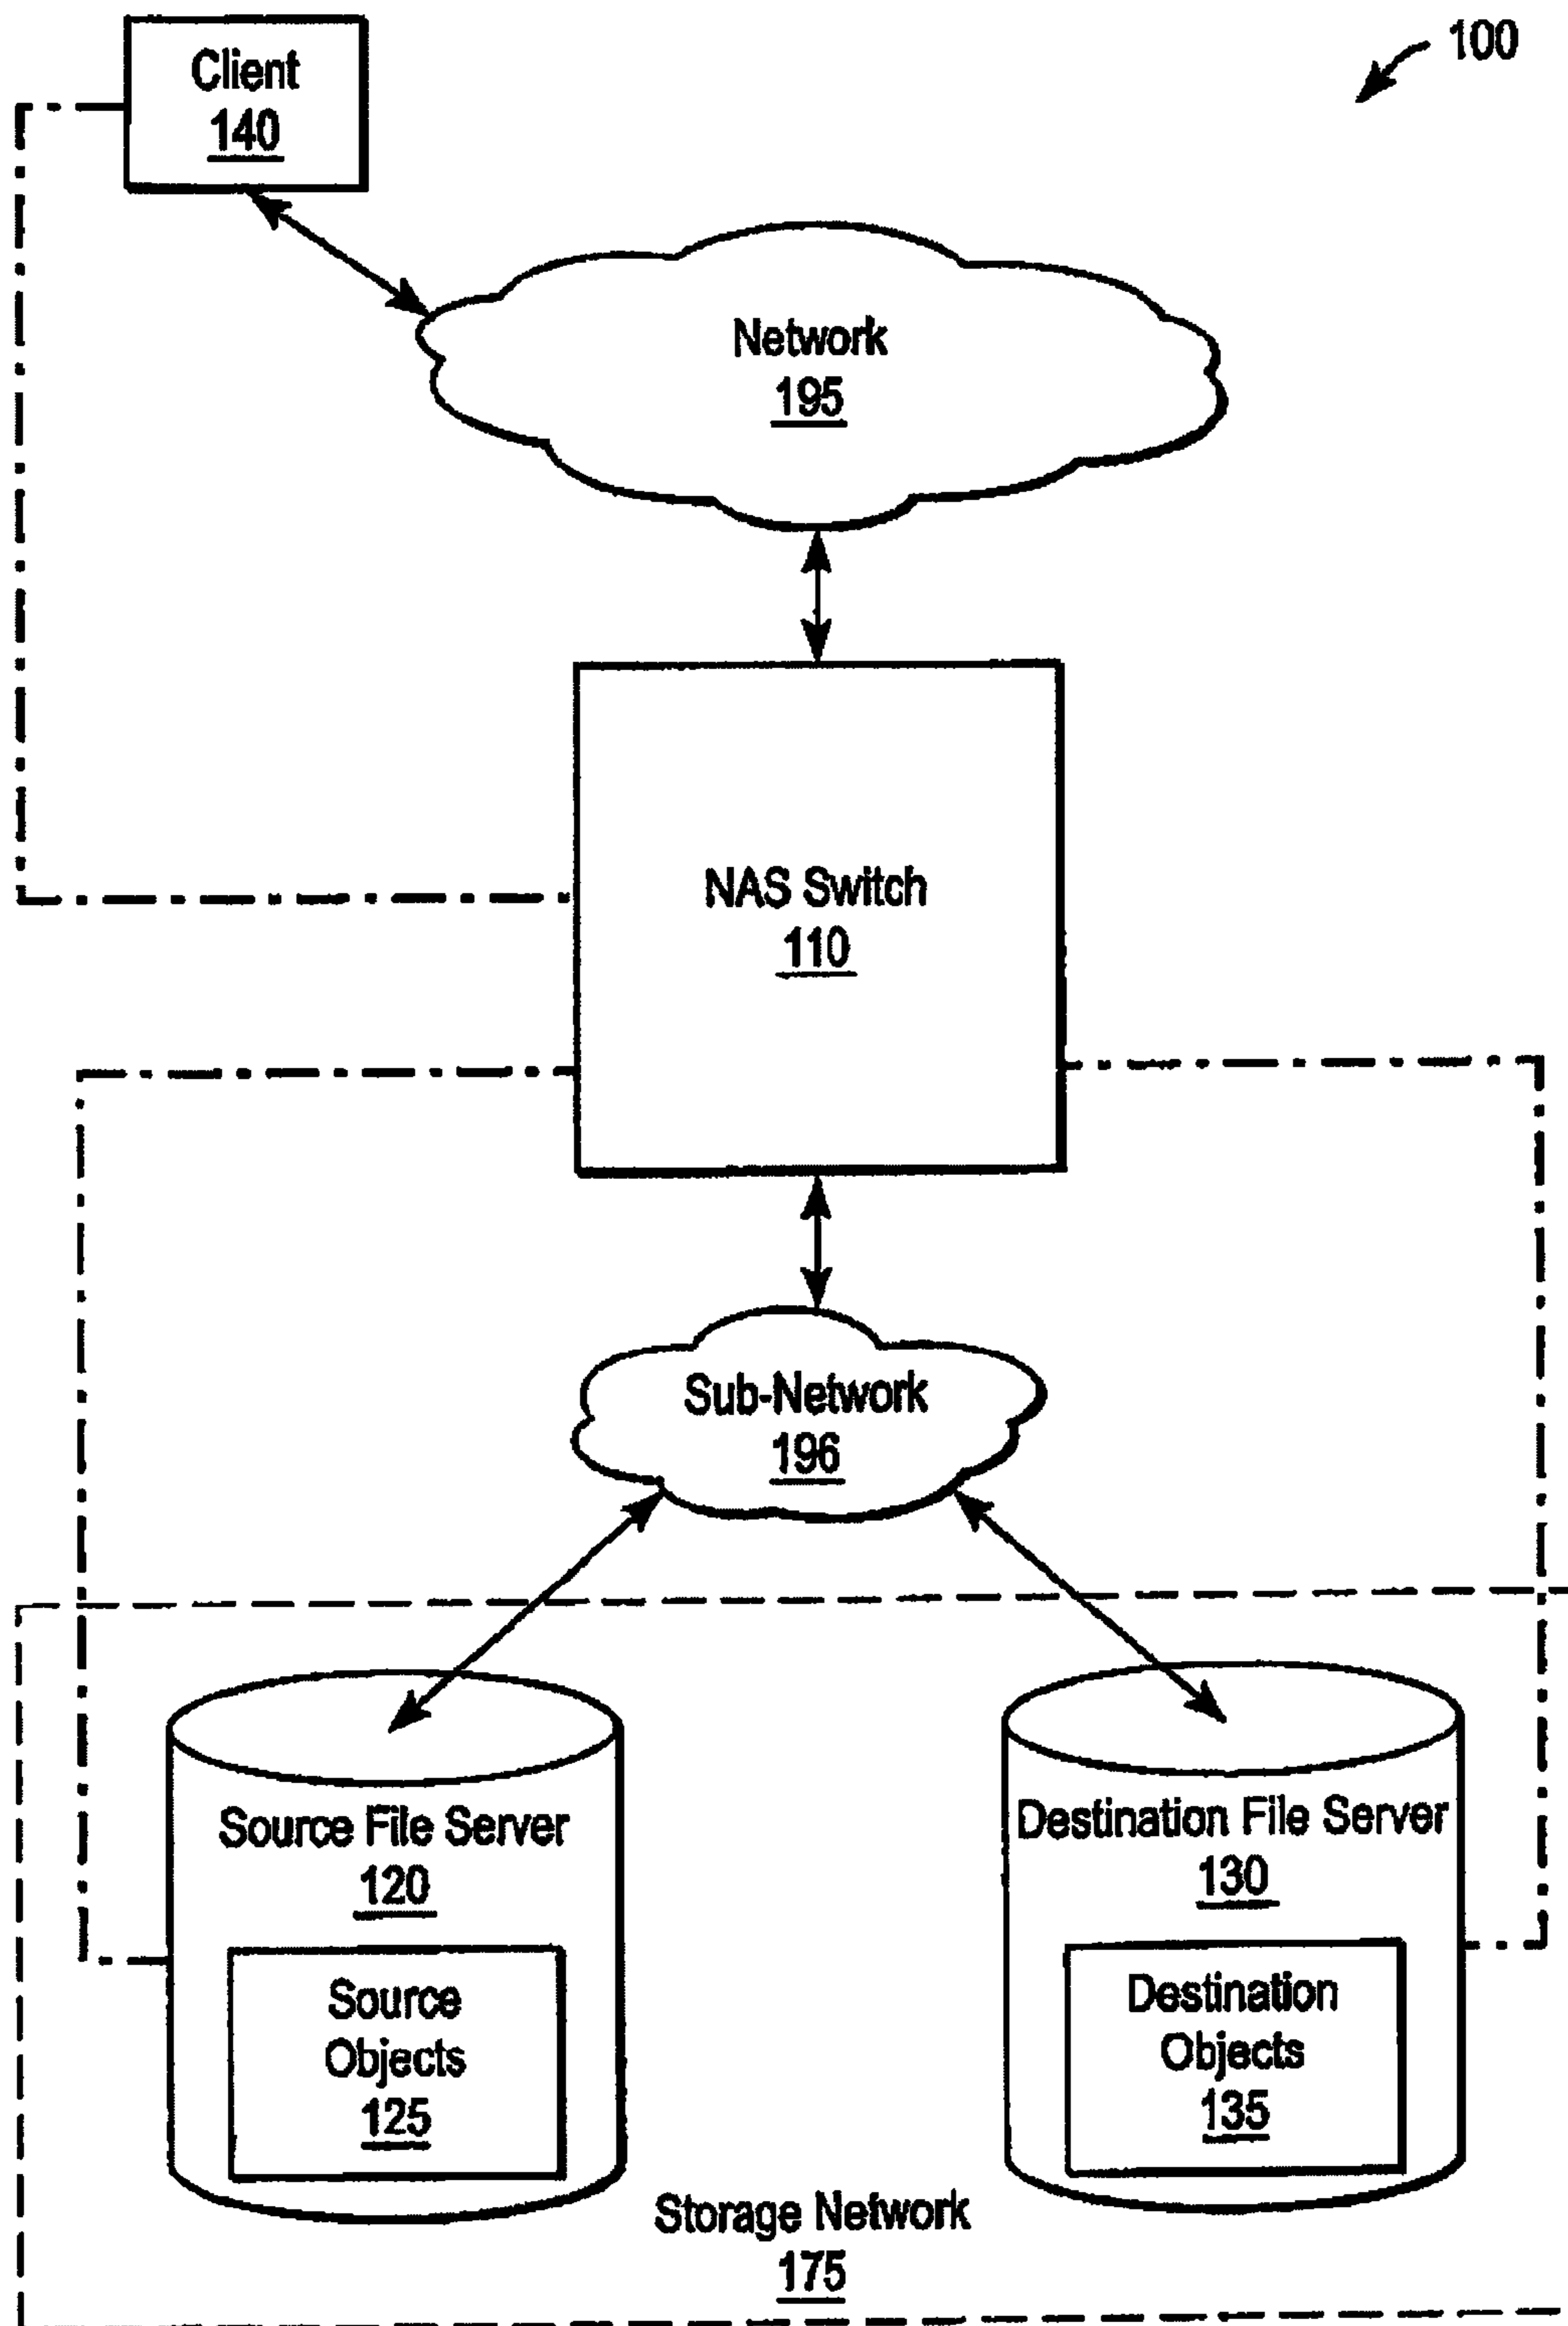 100
Client
140
Network
195
NAS Switch
110
Sub-Network
196
Source File Server
120
Destination File Server
130
Source
Objects
125
Destination
Objects
135
Storage Network
175